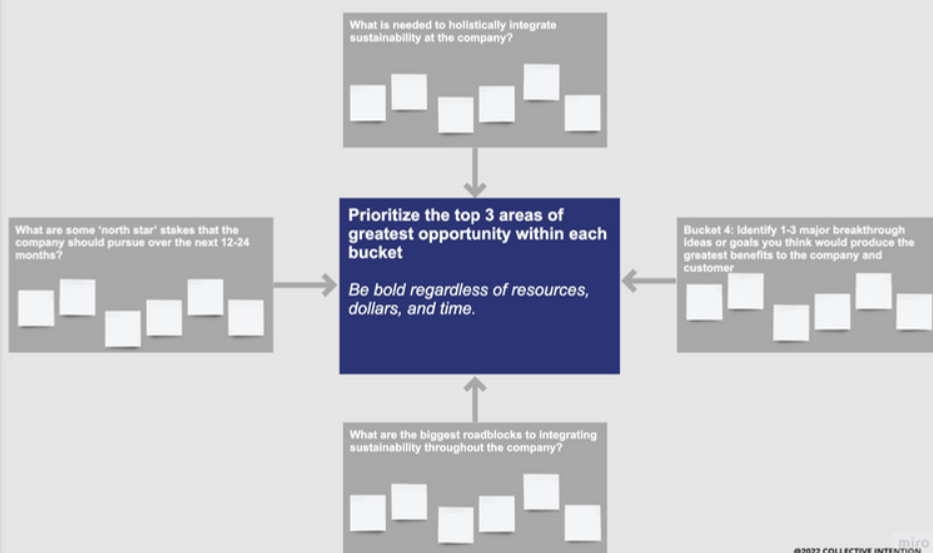 What is needed to holistically integrate
sustainability at the company?
What are some 'north star' stakes that the
company should pursue over the next 12-24
months?
Prioritize the top 3 areas of
greatest opportunity within each
bucket
Be bold regardless of resources,
dollars, and time.
Bucket 4: Identify 1-3 major breakthrough
ideas or goals you think would produce the
greatest benefits to the company and
customer
What are the biggest roadblocks to integrating
sustainability throughout the company?
miro
@2022 COLLECTIVE INTENTION